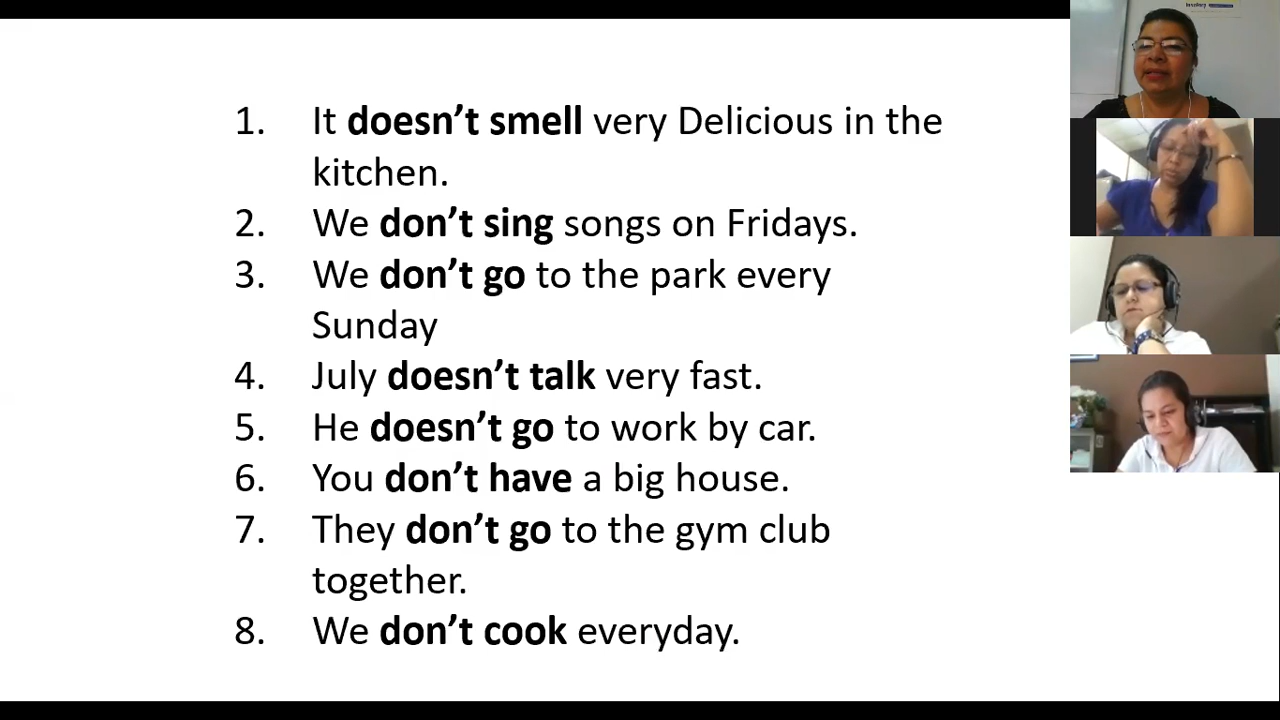 1. It doesn’t smell very Delicious in the
kitchen.
2. We don’t sing songs on Fridays.
3. We don’t go to the park every
Sunday
4. July doesn’t talk very fast.
5. He doesn’t go to work by car.
6. You don’t have a big house.
7. They don’t go to the gym club
together.
8. We don’t cook everyday.